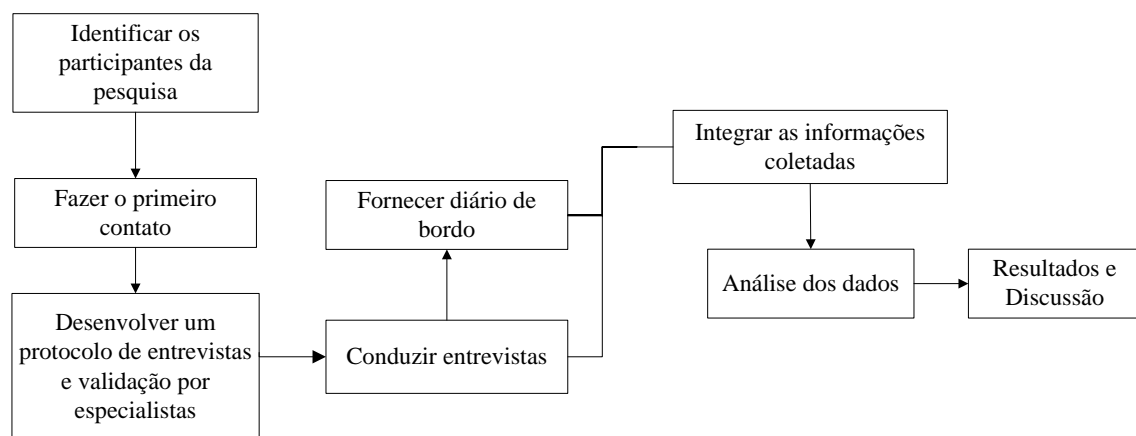 Identificar os
participantes da
pesquisa
Fazer o primeiro
contato
Desenvolver um
protocolo de entrevistas
e validação por
especialistas
Fornecer diário de
bordo
Conduzir entrevistas
Integrar as informações
coletadas
Análise dos dados
Resultados e
Discussão